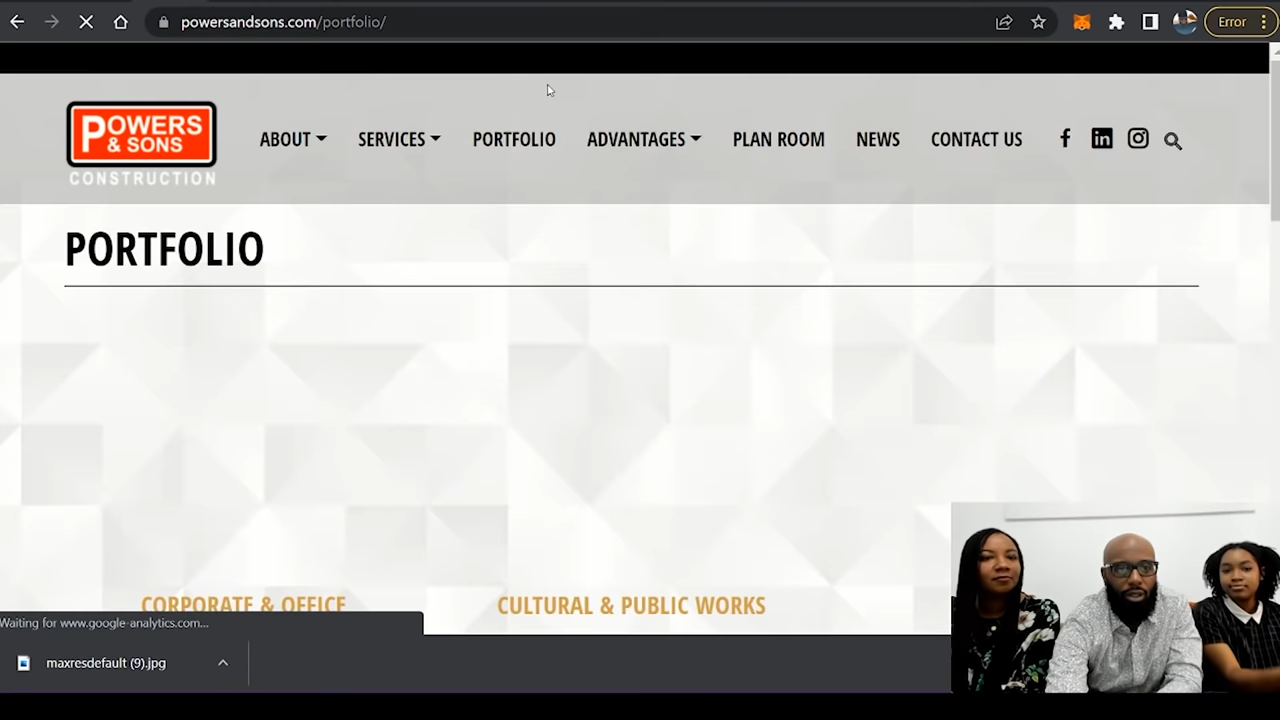 powersandsons.com/portfolio/
Error
POWERS
& SONS
CONSTRUCTION
ABOUT SERVICES PORTFOLIO ADVANTAGES PLAN ROOM NEWS CONTACT US
PORTFOLIO
CORPORATE & OFFICE CULTURAL & PUBLIC WORKS
Waiting for www.google-analytics.com...
maxresdefault (9).jpg